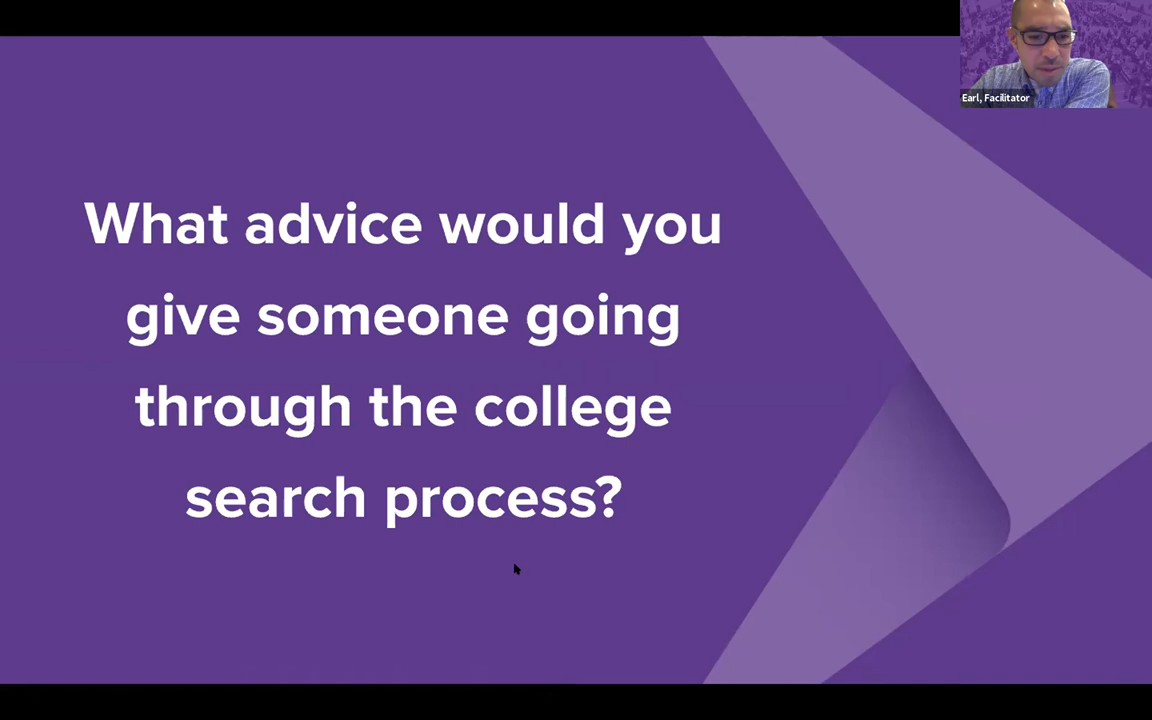 Earl, Facilitator
What advice would you
give someone going
through the college
search process?